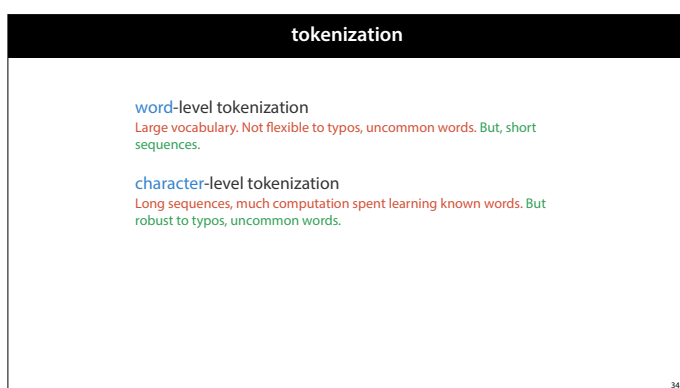 tokenization
word-level tokenization
Large vocabulary. Not flexible to typos, uncommon words. But, short
sequences.
character-level tokenization
Long sequences, much computation spent learning known words. But
robust to typos, uncommon words.
34